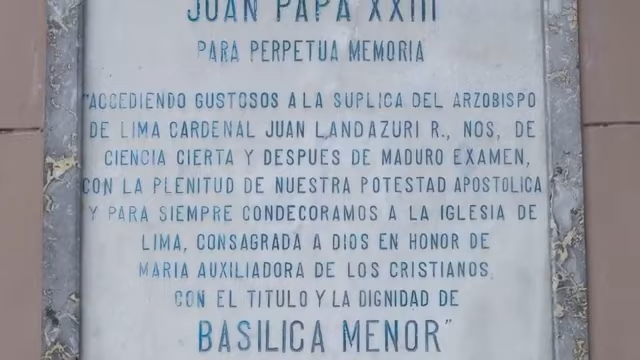 JUAN PAPA XXIII
PARA PERPETUA MEMORIA
"ACCEDIENDO GUSTOSOS A LA SUPLICA DEL ARZOBISPO
DE LIMA CARDENAL JUAN LANDAZURI R., NOS, DE
CIENCIA CIERTA Y DESPUES DE MADURO EXAMEN,
CON LA PLENITUD DE NUESTRA POTESTAD APOSTOLICA
Y PARA SIEMPRE CONDECORAMOS A LA IGLESIA DE
LIMA, CONSAGRADA A DIOS EN HONOR DE
MARIA AUXILIADORA DE LOS CRISTIANOS,
CON EL TITULO Y LA DIGNIDAD DE
BASILICA MENOR"